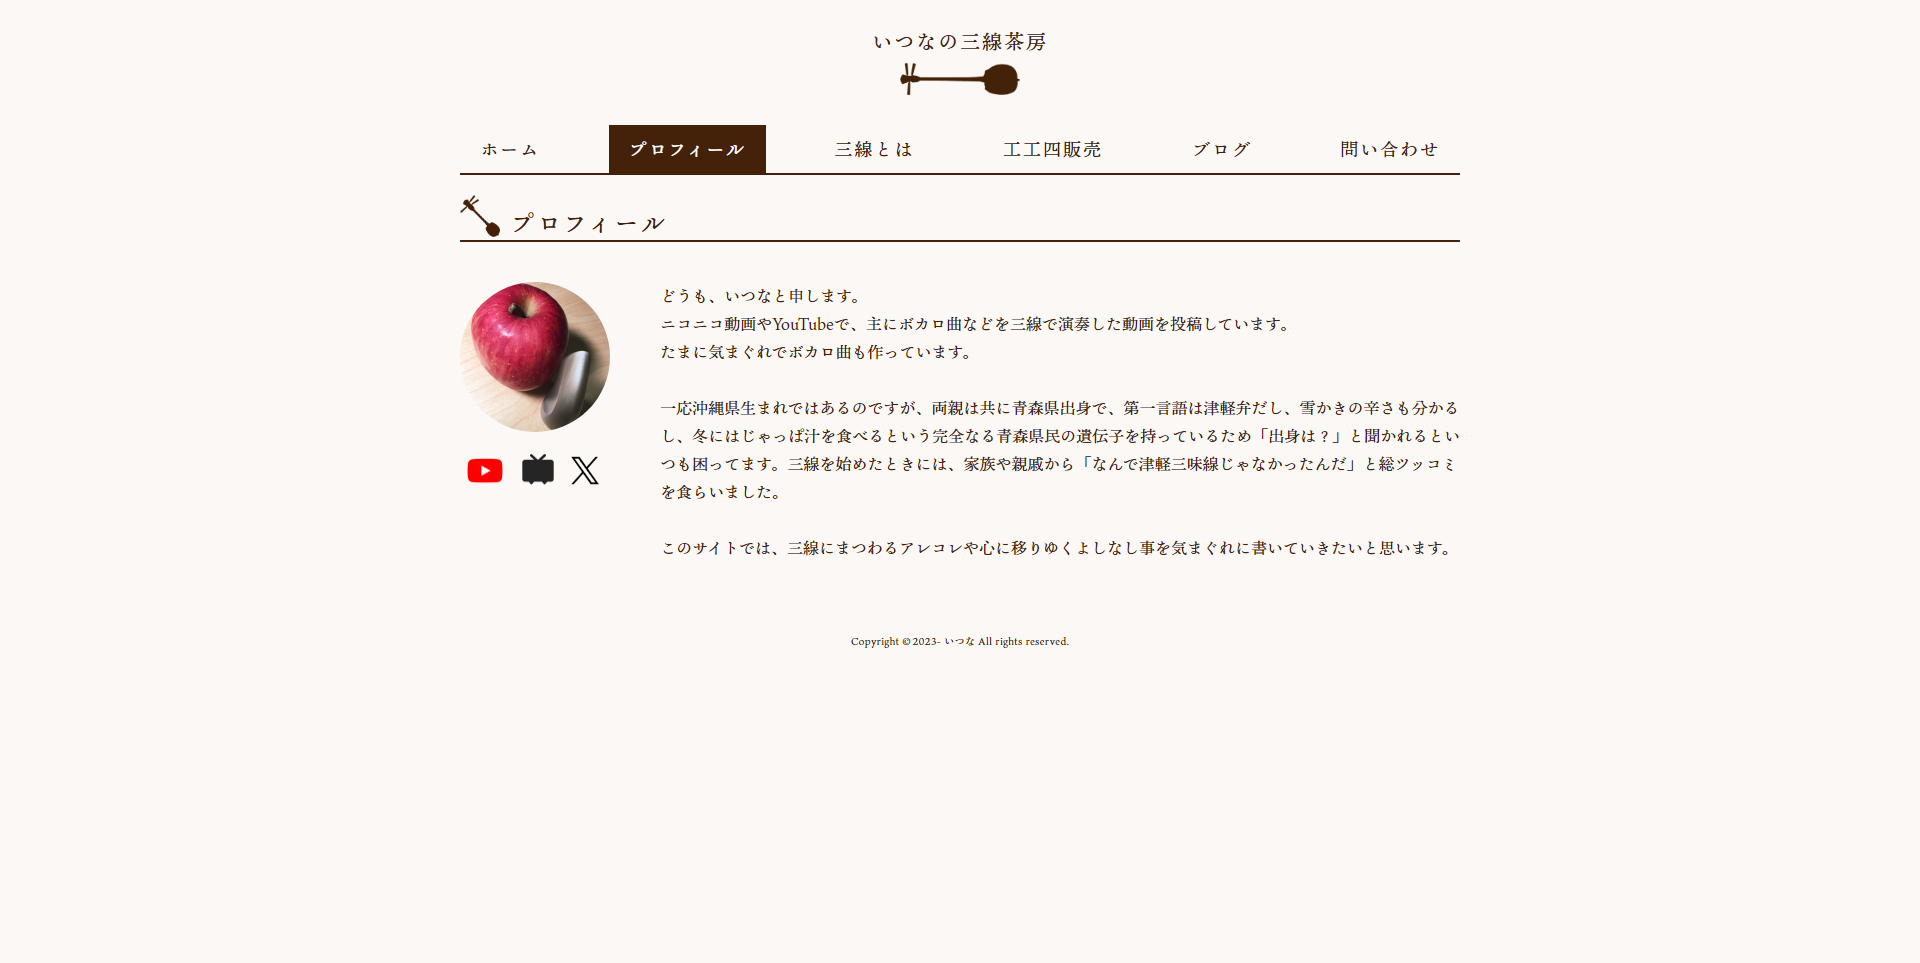 いつなの三線茶房
ホーム
プロフィール
三線とは
工工四販売
ブログ
問い合わせ
プロフィール
どうも、いつなと申します。
ニコニコ動画やYouTubeで、主にボカロ曲などを三線で演奏した動画を投稿しています。
たまに気まぐれでボカロ曲も作っています。
一応沖縄県生まれではあるのですが、両親は共に青森県出身で、第一言語は津軽弁だし、雪かきの辛さも分かる
し、冬にはじゃっぱ汁を食べるという完全なる青森県民の遺伝子を持っているため「出身は？」と聞かれるとい
つも困ってます。三線を始めたときには、家族や親戚から「なんで津軽三味線じゃなかったんだ」と総ツッコミ
を食らいました。
このサイトでは、三線にまつわるアレコレや心に移りゆくよしなし事を気まぐれに書いていきたいと思います。
Copyright © 2023- いつな All rights reserved.